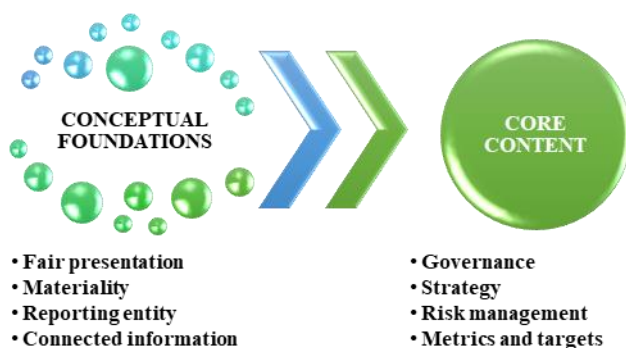 CONCEPTUAL
FOUNDATIONS
CORE
CONTENT
• Fair presentation
• Materiality
• Reporting entity
• Connected information
• Governance
• Strategy
• Risk management
• Metrics and targets